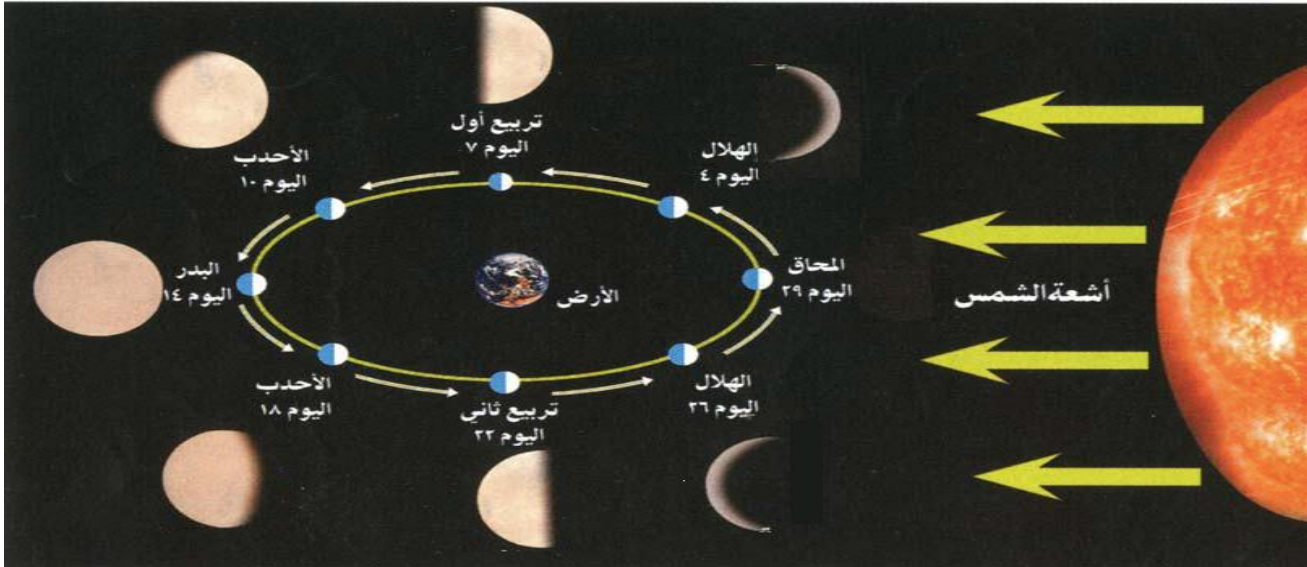 تربيع أول
اليوم ٧
الهلال
اليوم ٤
الأحدب
اليوم ١٠
المحاق
اليوم ٢٩
أشعة الشمس
الأرض
البدر
اليوم ١٤
الهلال
اليوم ٢٦
تربيع ثاني
اليوم ٢٢
الأحدب
اليوم ١٨